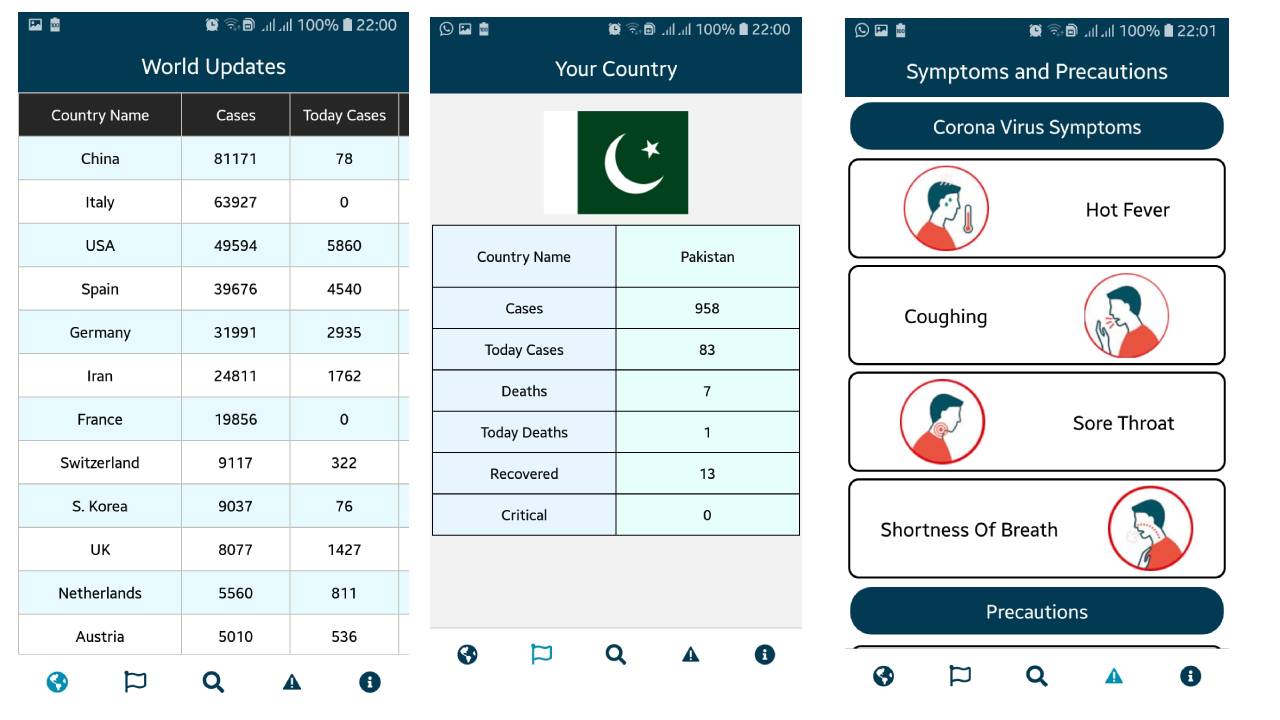 100% 22:00
World Updates
Country Name Cases Today Cases
China 81171 78
Italy 63927 0
USA 49594 5860
Spain 39676 4540
Germany 31991 2935
Iran 24811 1762
France 19856 0
Switzerland 9117 322
S. Korea 9037 76
UK 8077 1427
Netherlands 5560 811
Austria 5010 536
100% 22:00
Your Country
Country Name Pakistan
Cases 958
Today Cases 83
Deaths 7
Today Deaths 1
Recovered 13
Critical 0
100% 22:01
Symptoms and Precautions
Corona Virus Symptoms
Hot Fever
Coughing
Sore Throat
Shortness Of Breath
Precautions